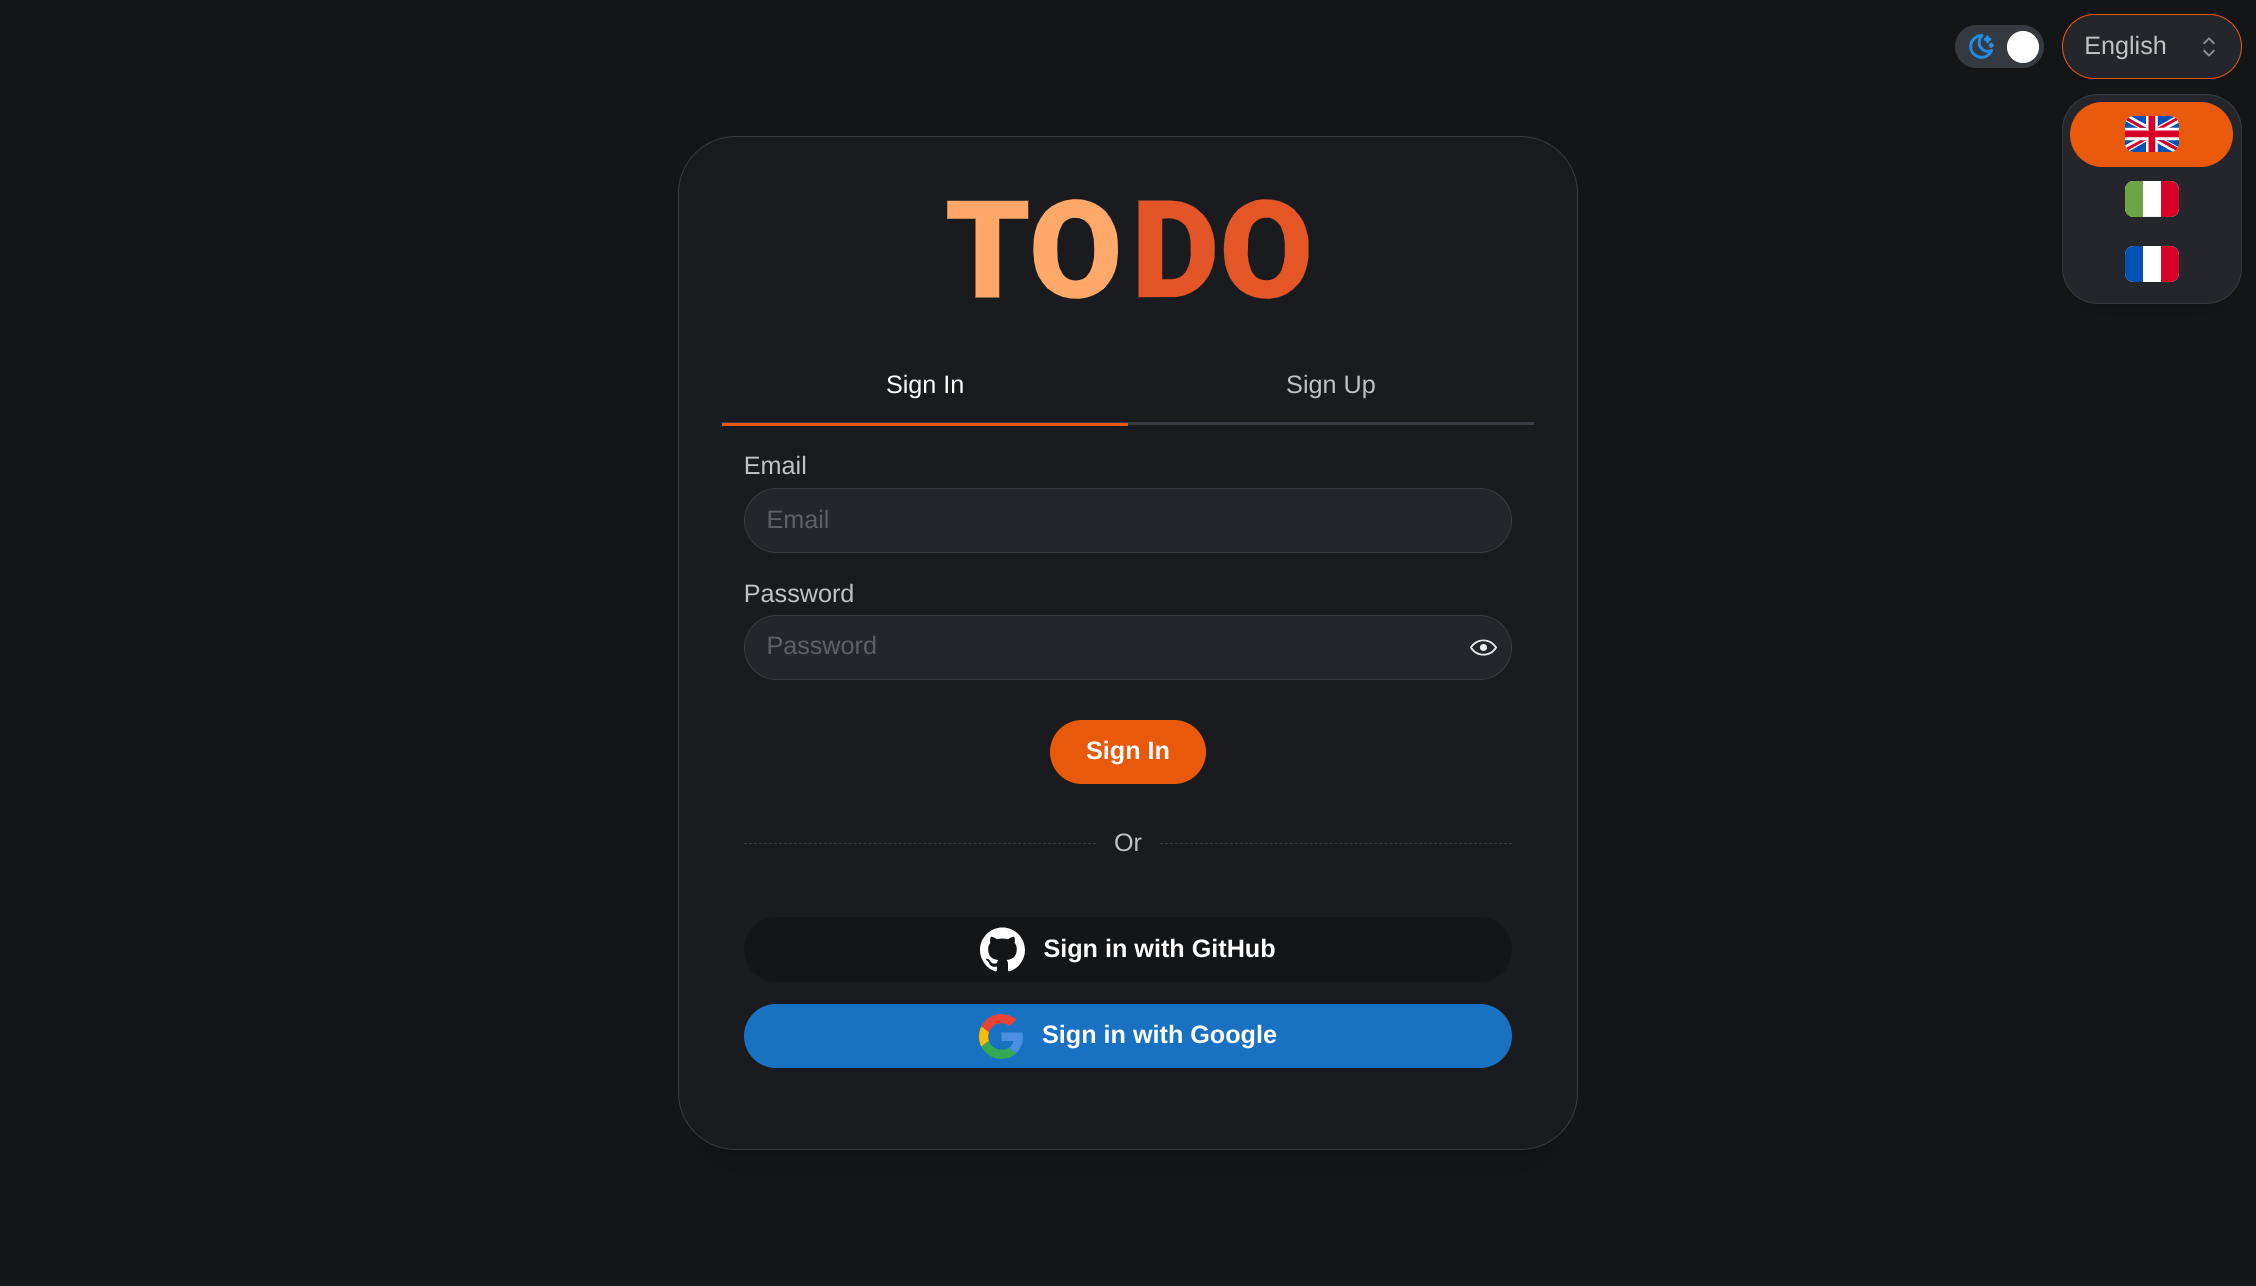 English
TODO
Sign In
Sign Up
Email
Email
Password
Password
Sign In
Or
Sign in with GitHub
Sign in with Google